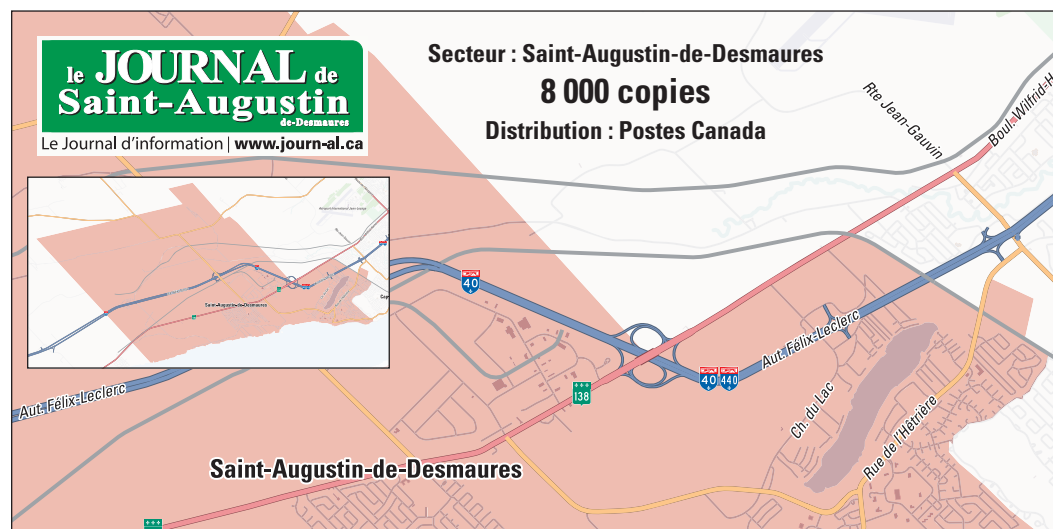 le JOURNAL de
Saint-Augustin
de-Desmaures
Le Journal d'information | www.journ-al.ca
Secteur : Saint-Augustin-de-Desmaures
8 000 copies
Distribution : Postes Canada
Rte Jean-Gauvin
Boul. Wilfrid-H
Saint-Augustin-de-Desmaures
40
40
440
138
Aut. Félix-Leclerc
Aut. Félix-Leclerc
Ch. du Lac
Rue de l'Hêtrière
Saint-Augustin-de-Desmaures